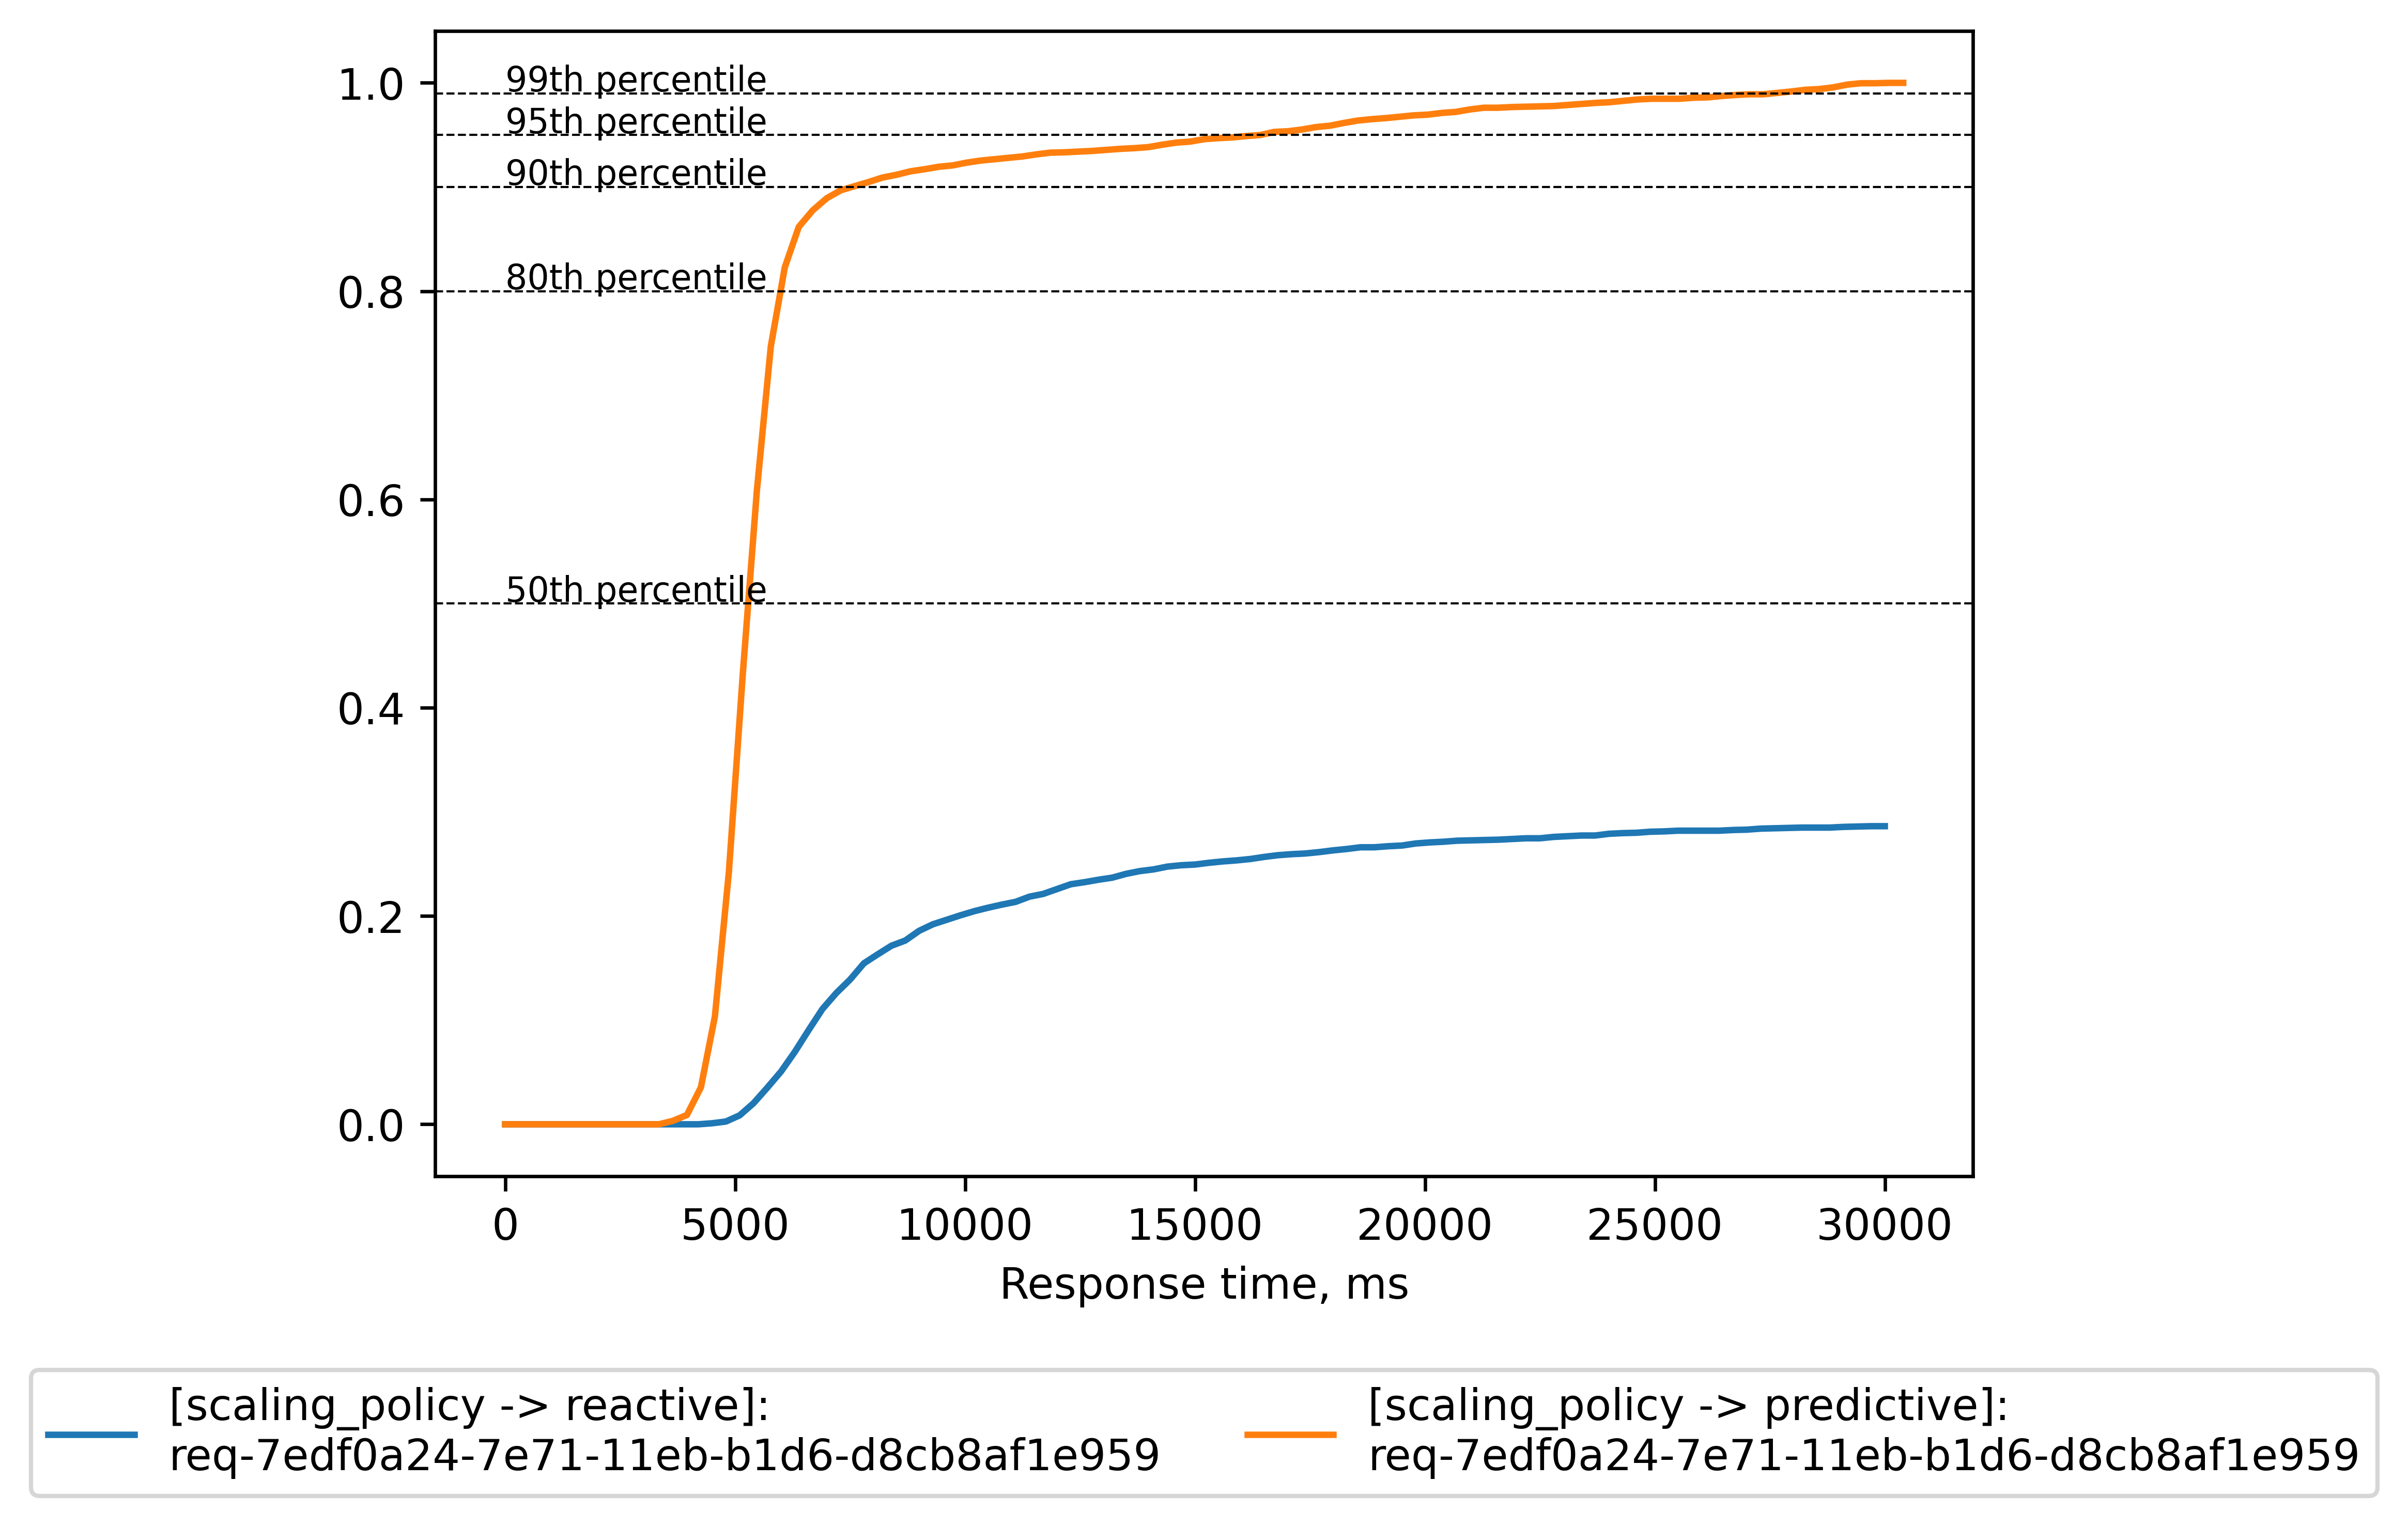 1.0
0.8
0.6
0.4
0.2
0.0
99th percentile
95th percentile
90th percentile
80th percentile
50th percentile
0 5000 10000 15000 20000 25000 30000
Response time, ms
[scaling_policy -> reactive]:
req-7edf0a24-7e71-11eb-b1d6-d8cb8af1e959
[scaling_policy -> predictive]:
req-7edf0a24-7e71-11eb-b1d6-d8cb8af1e959